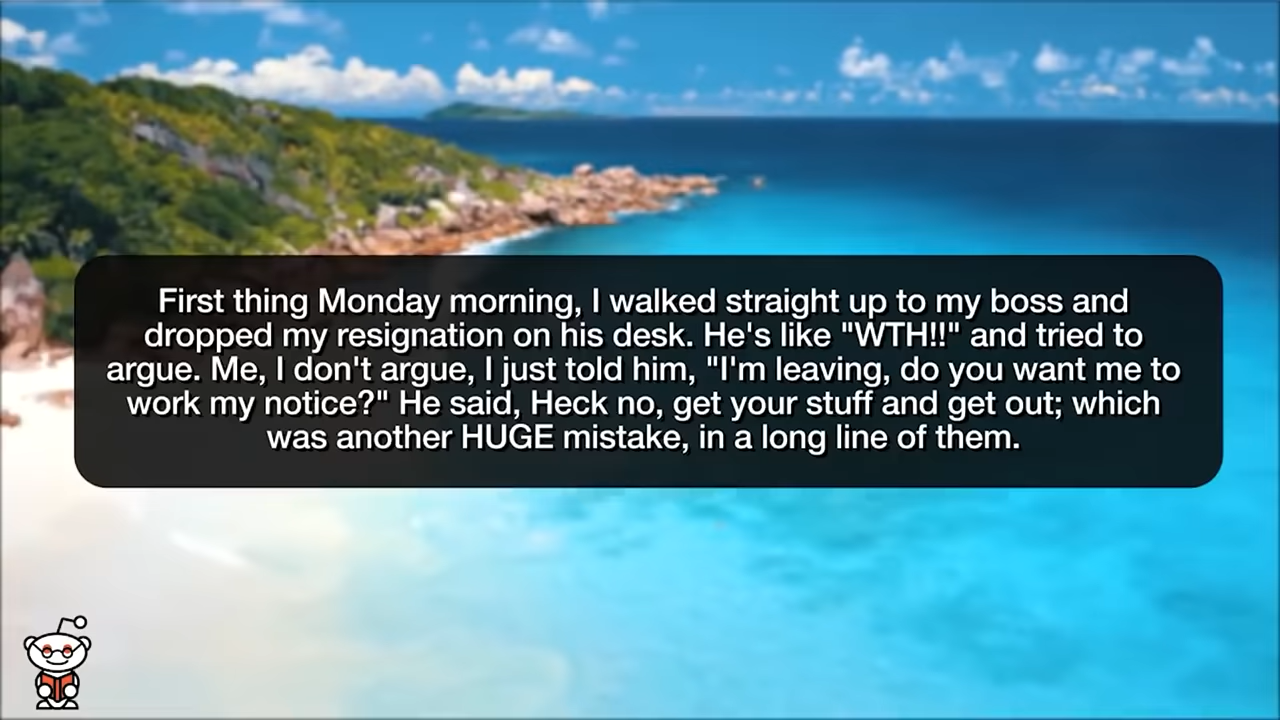 First thing Monday morning, I walked straight up to my boss and
dropped my resignation on his desk. He's like "WTH!!" and tried to
argue. Me, I don't argue, I just told him, "I'm leaving, do you want me to
work my notice?" He said, Heck no, get your stuff and get out; which
was another HUGE mistake, in a long line of them.